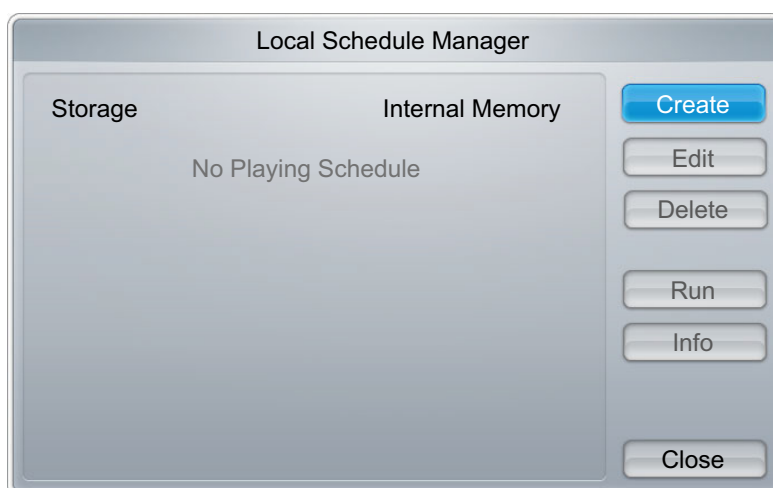 Local Schedule Manager
Storage Internal Memory
No Playing Schedule
Create
Edit
Delete
Run
Info
Close